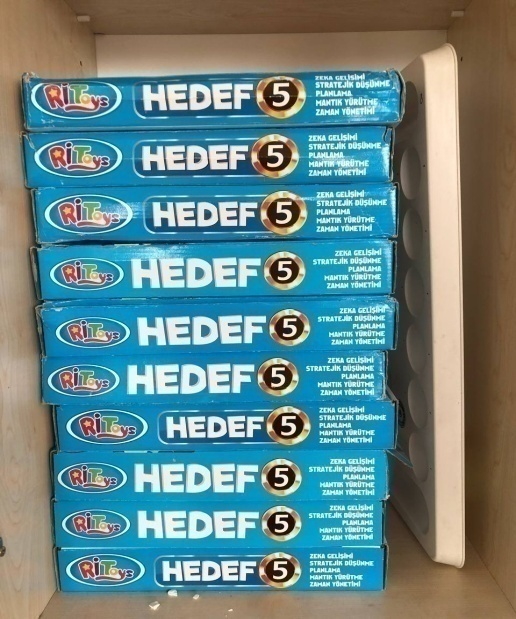 RiToys
HEDEF 5
ZEKA GELİŞİMİ
STRATEJİK DÜŞÜNME
PLANLAMA
MANTIK YÜRÜTME
ZAMAN YÖNETİMİ
RiToys
HEDEF 5
ZEKA GELİŞİMİ
STRATEJİK DÜŞÜNME
PLANLAMA
MANTIK YÜRÜTME
ZAMAN YÖNETİMİ
RiToys
HEDEF 5
ZEKA GELİŞİMİ
STRATEJİK DÜŞÜNME
PLANLAMA
MANTIK YÜRÜTME
ZAMAN YÖNETİMİ
RiToys
HEDEF 5
ZEKA GELİŞİMİ
STRATEJİK DÜŞÜNME
PLANLAMA
MANTIK YÜRÜTME
ZAMAN YÖNETİMİ
RiToys
HEDEF 5
ZEKA GELİŞİMİ
STRATEJİK DÜŞÜNME
PLANLAMA
MANTIK YÜRÜTME
ZAMAN YÖNETİMİ
RiToys
HEDEF 5
ZEKA GELİŞİMİ
STRATEJİK DÜŞÜNME
PLANLAMA
MANTIK YÜRÜTME
ZAMAN YÖNETİMİ
RiToys
HEDEF 5
ZEKA GELİŞİMİ
STRATEJİK DÜŞÜNME
PLANLAMA
MANTIK YÜRÜTME
ZAMAN YÖNETİMİ
RiToys
HEDEF 5
ZEKA GELİŞİMİ
STRATEJİK DÜŞÜNME
PLANLAMA
MANTIK YÜRÜTME
ZAMAN YÖNETİMİ
RiToys
HEDEF 5
ZEKA GELİŞİMİ
STRATEJİK DÜŞÜNME
PLANLAMA
MANTIK YÜRÜTME
ZAMAN YÖNETİMİ
RiToys
HEDEF 5
ZEKA GELİŞİMİ
STRATEJİK DÜŞÜNME
PLANLAMA
MANTIK YÜRÜTME
ZAMAN YÖNETİMİ